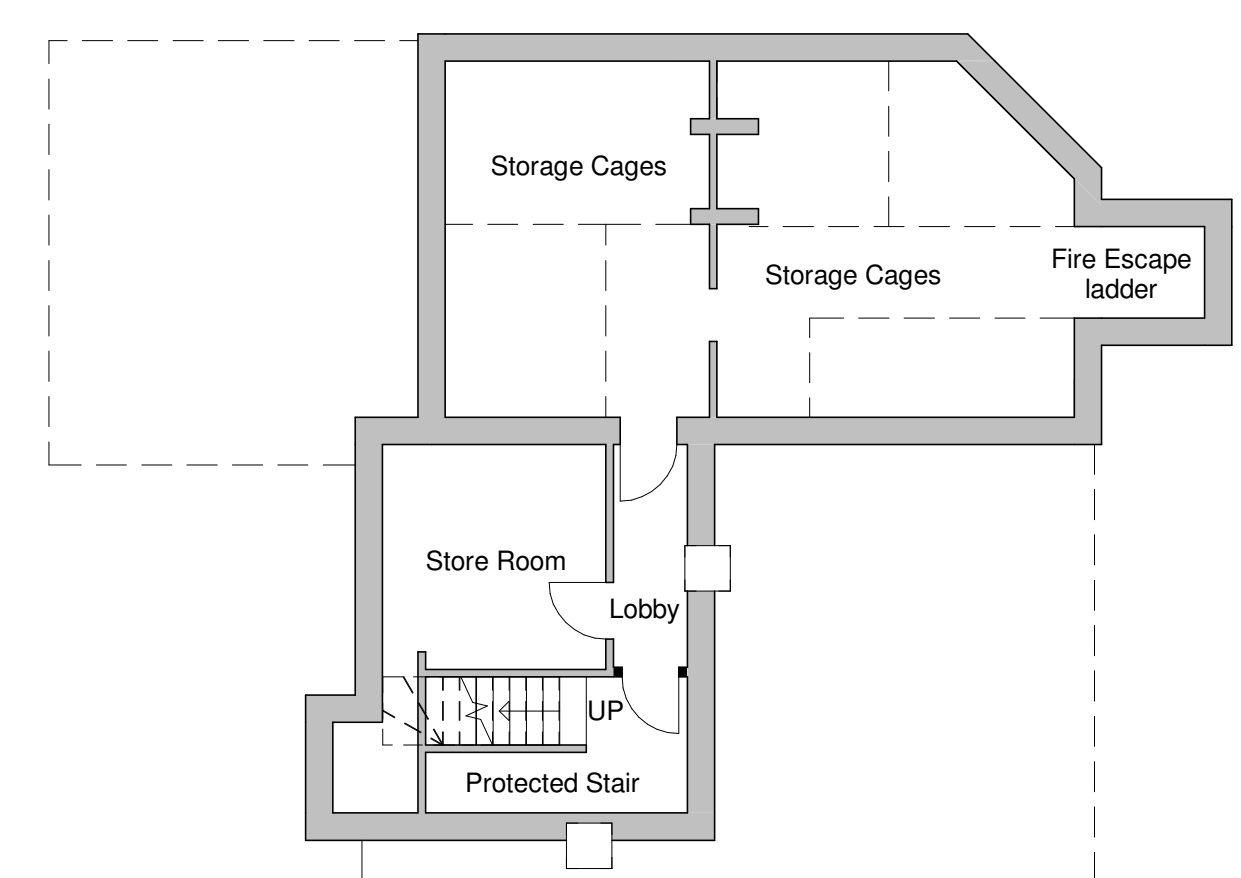 Storage Cages
Storage Cages
Fire Escape
ladder
Store Room
Lobby
UP
Protected Stair